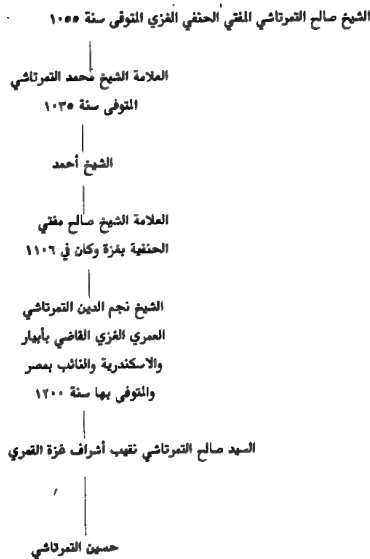 الشيخ صالح التمرتاشي المفتي الحنفي الغزي المتوفى سنة ١٠٥٥
العلامة الشيخ محمد التمرتاشي
المتوفى سنة ١٠٣٥
الشيخ أحمد
العلامة الشيخ صالح مفتي
الحنفية بغزة وكان في ١١٠٦
الشيخ نجم الدين التمرتاشي
العمري الغزي القاضي بأبيار
والاسكندرية والنائب بمصر
والمتوفى بها سنة ١٢٠٠
السيد صالح التمرتاشي نقيب أشراف غزة القمري
حسين التمرتاشي